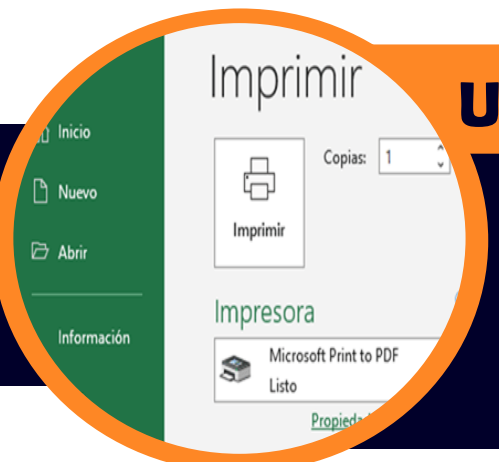 Imprimir
U
Inicio
Copias: 1
Nuevo
Imprimir
Abrir
Impresora
Información
Microsoft Print to PDF
Listo